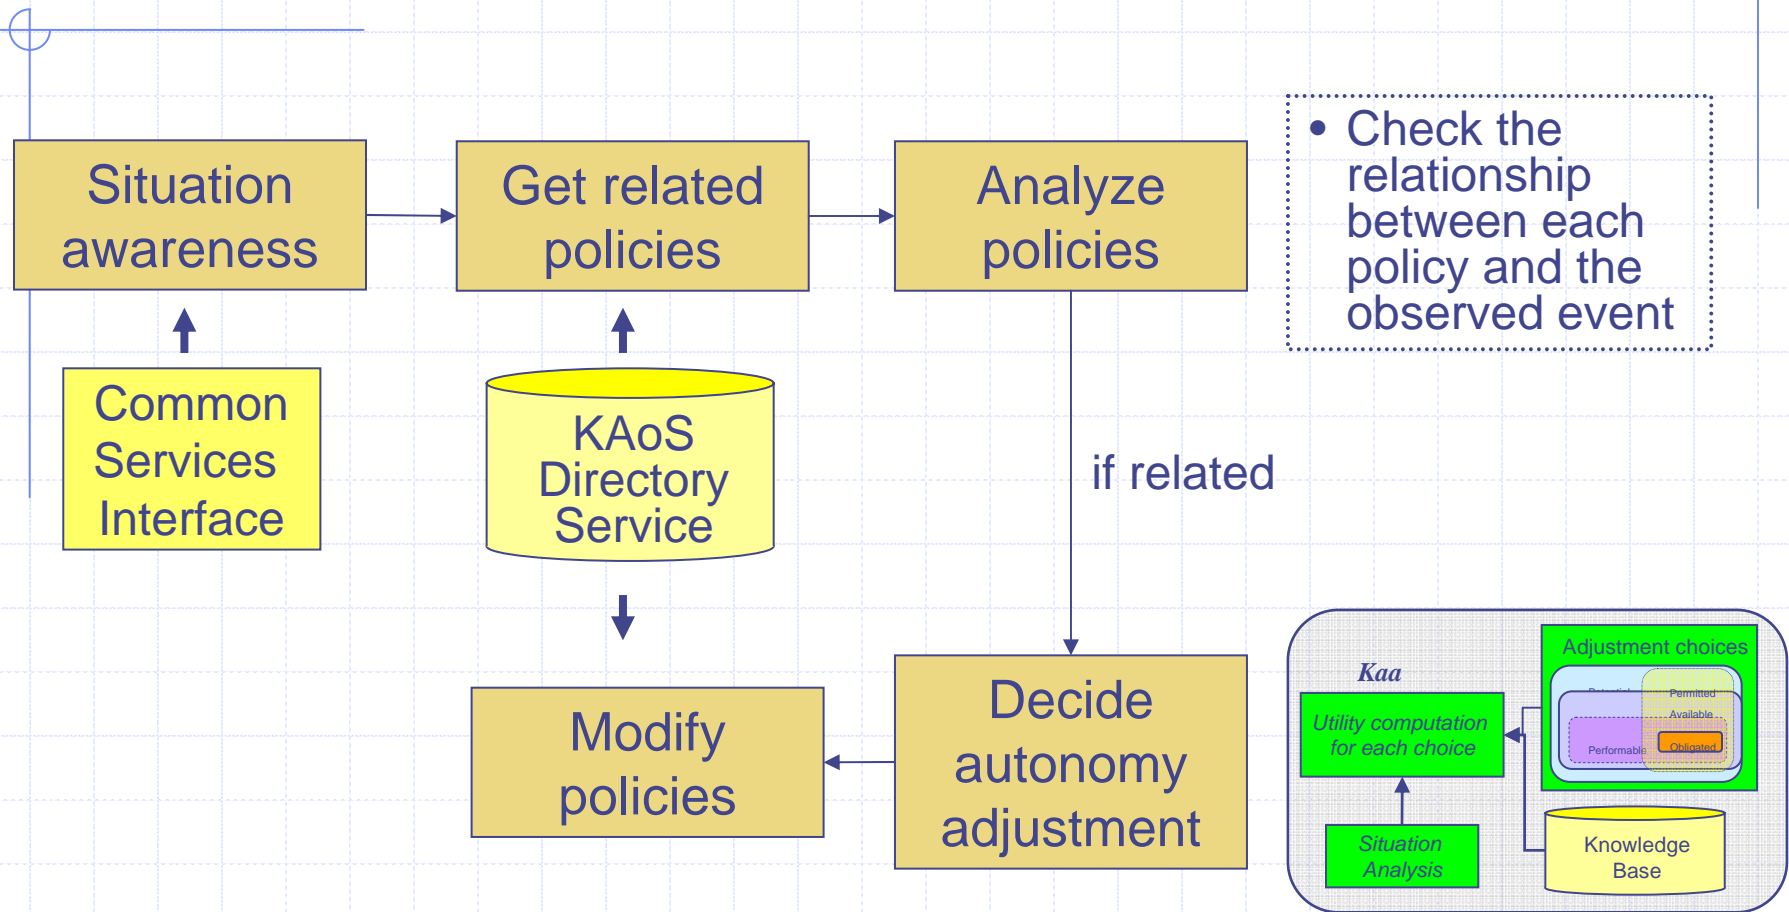 Situation
awareness
Get related
policies
Analyze
policies
• Check the
relationship
between each
policy and the
observed event
Common
Services
Interface
KAoS
Directory
Service
if related
Modify
policies
Decide
autonomy
adjustment
Kaa
Utility computation
for each choice
Situation
Analysis
Adjustment choices
Permitted
Available
Performable
Obligated
Knowledge
Base